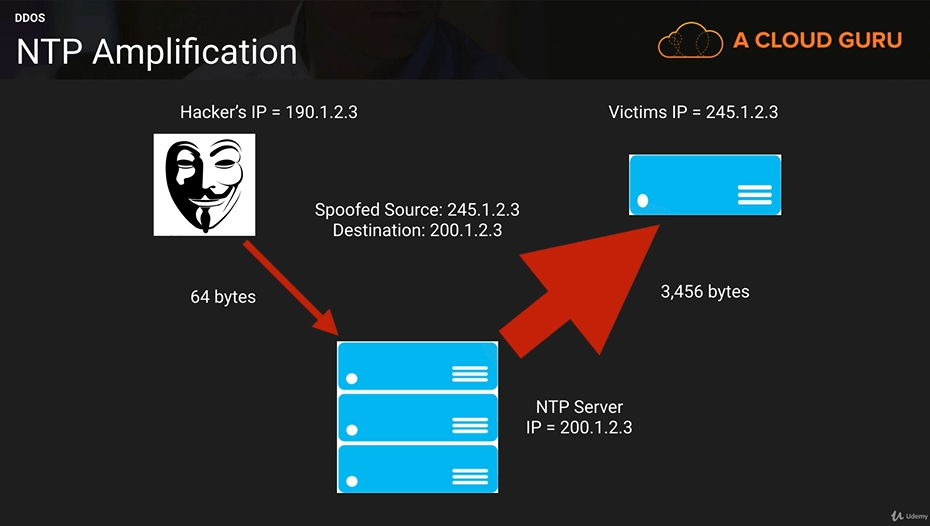 DDOS
NTP Amplification
A CLOUD GURU
Hacker's IP = 190.1.2.3
Victims IP = 245.1.2.3
Spoofed Source: 245.1.2.3
Destination: 200.1.2.3
64 bytes
3,456 bytes
NTP Server
IP = 200.1.2.3
Udemy